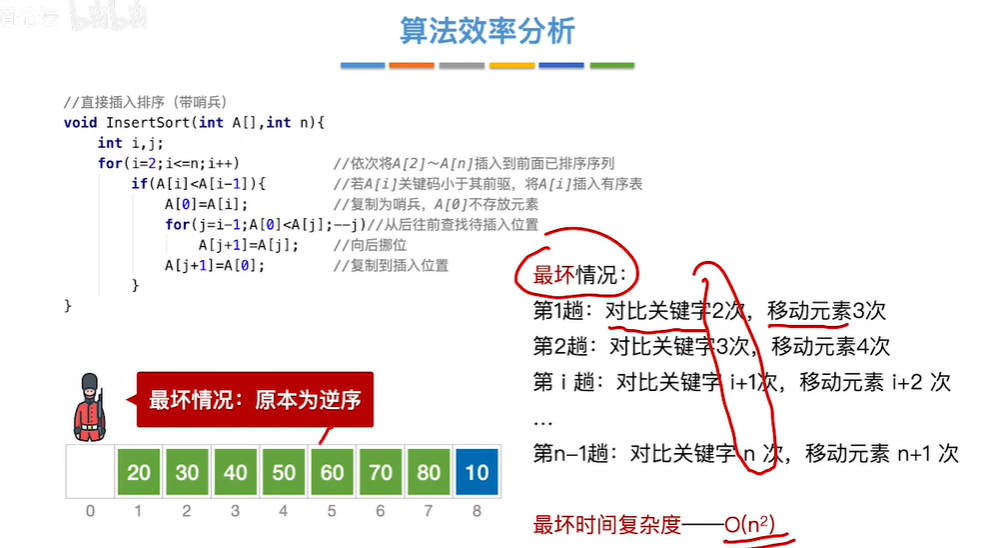 bilibili
算法效率分析
//直接插入排序（带哨兵）
void InsertSort(int A[],int n){
int i,j;
for(i=2;i<=n;i++) //依次将A[2]～A[n]插入到前面已排序序列
if(A[i]<A[i-1]){ //若A[i]关键码小于其前驱，将A[i]插入有序表
A[0]=A[i]; //复制为哨兵，A[0]不存放元素
for(j=i-1;A[0]<A[j];--j)//从后往前查找待插入位置
A[j+1]=A[j]; //向后挪位
A[j+1]=A[0]; //复制到插入位置
}
}
最坏情况：
第1趟：对比关键字2次，移动元素3次
第2趟：对比关键字3次，移动元素4次
第 i 趟：对比关键字 i+1次，移动元素 i+2 次
...
第n-1趟：对比关键字 n 次，移动元素 n+1 次
最坏时间复杂度——O(n²)
最坏情况：原本为逆序
20 30 40 50 60 70 80 10
0 1 2 3 4 5 6 7 8